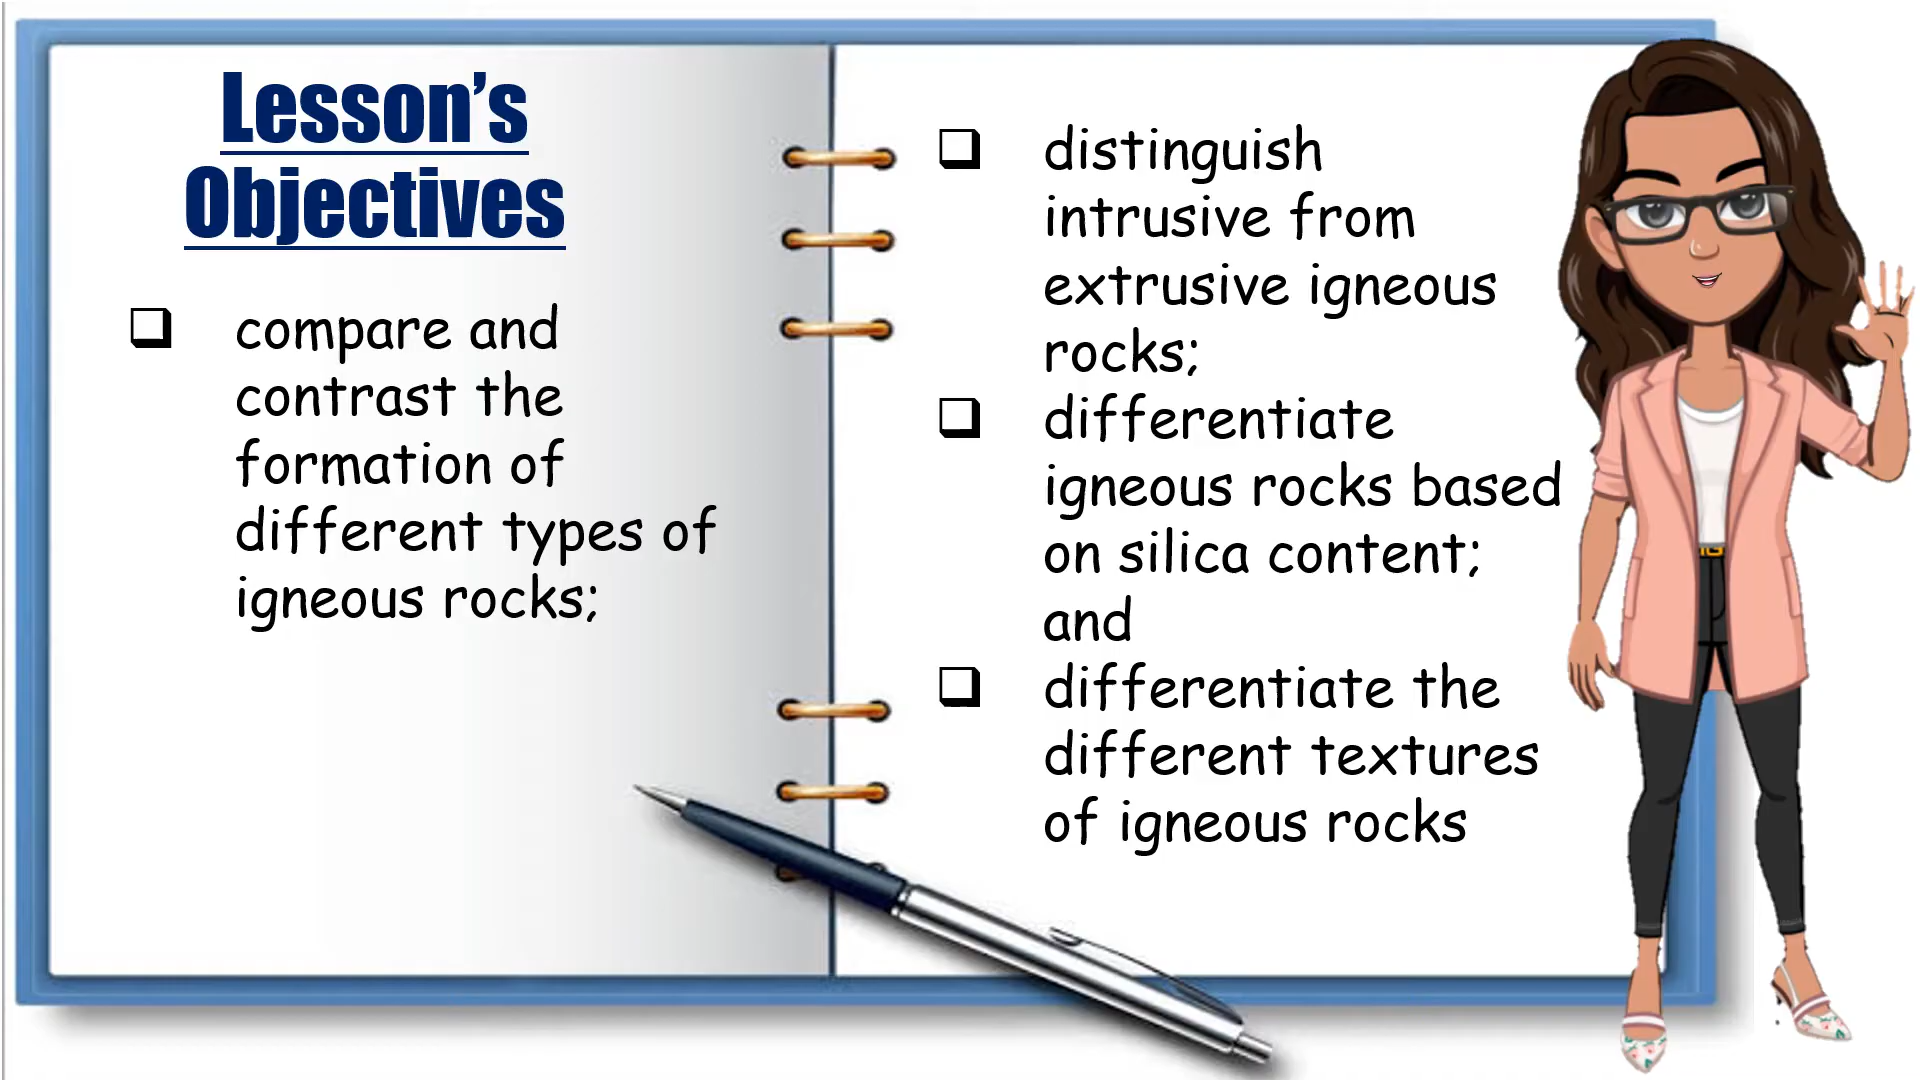 Lesson’s
Objectives
❑ compare and
contrast the
formation of
different types of
igneous rocks;
❑ distinguish
intrusive from
extrusive igneous
rocks;
❑ differentiate
igneous rocks based
on silica content;
and
❑ differentiate the
different textures
of igneous rocks